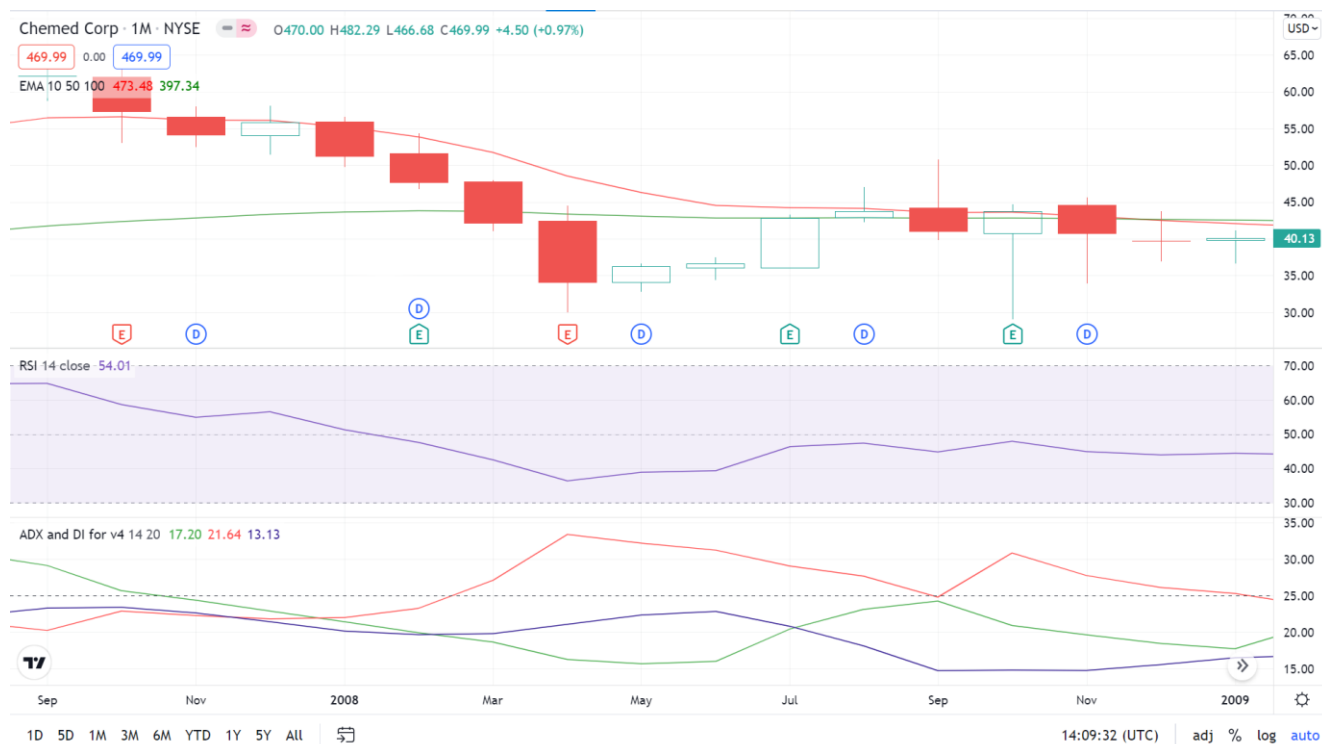 Chemed Corp · 1M · NYSE O470.00 H482.29 L466.68 C469.99 +4.50 (+0.97%)
USD
469.99 0.00 469.99
EMA 10 50 100 473.48 397.34
70.00
65.00
60.00
55.00
50.00
45.00
40.13
35.00
30.00
D
E D E E D E D E D
RSI 14 close 54.01
70.00
60.00
50.00
40.00
30.00
ADX and DI for v4 14 20 17.20 21.64 13.13
35.00
30.00
25.00
20.00
15.00
Sep Nov 2008 Mar May Jul Sep Nov 2009
1D 5D 1M 3M 6M YTD 1Y 5Y All 14:09:32 (UTC) adj % log auto